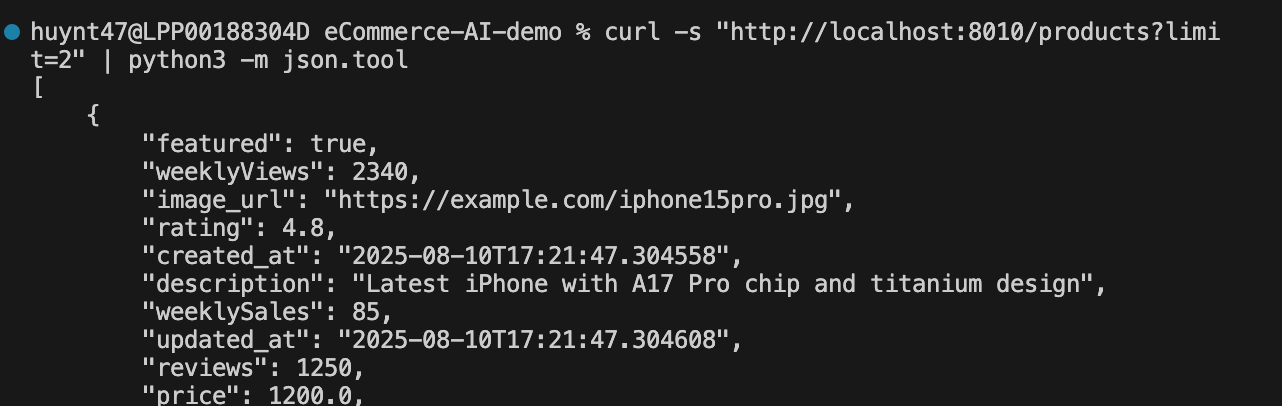 huynt47@LPP00188304D eCommerce-AI-demo % curl -s "http://localhost:8010/products?limi
t=2" | python3 -m json.tool
[
    {
        "featured": true,
        "weeklyViews": 2340,
        "image_url": "https://example.com/iphone15pro.jpg",
        "rating": 4.8,
        "created_at": "2025-08-10T17:21:47.304558",
        "description": "Latest iPhone with A17 Pro chip and titanium design",
        "weeklySales": 85,
        "updated_at": "2025-08-10T17:21:47.304608",
        "reviews": 1250,
        "price": 1200.0,